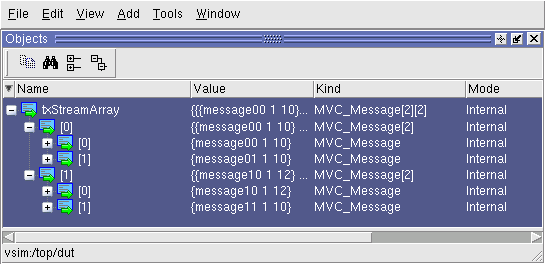 File Edit View Add Tools Window
Objects
Name Value Kind Mode
txStreamArray {{{message00 1 10}... MVC_Message[2][2] Internal
[0] {{message00 1 10} ... MVC_Message[2] Internal
[0] {message00 1 10} MVC_Message Internal
[1] {message01 1 10} MVC_Message Internal
[1] {{message10 1 12} ... MVC_Message[2] Internal
[0] {message10 1 12} MVC_Message Internal
[1] {message11 1 10} MVC_Message Internal
vsim:/top/dut